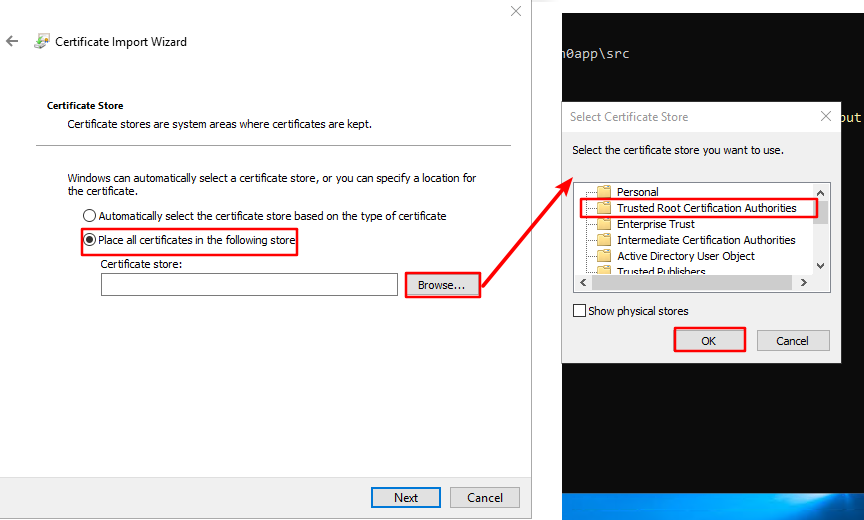 Certificate Import Wizard
Certificate Store
Certificate stores are system areas where certificates are kept.
Windows can automatically select a certificate store, or you can specify a location for
the certificate.
Automatically select the certificate store based on the type of certificate
Place all certificates in the following store
Certificate store:
Browse...
Next
Cancel
n0app\src
out
Select Certificate Store
Select the certificate store you want to use.
Personal
Trusted Root Certification Authorities
Enterprise Trust
Intermediate Certification Authorities
Active Directory User Object
Trusted Publishers
Show physical stores
OK
Cancel